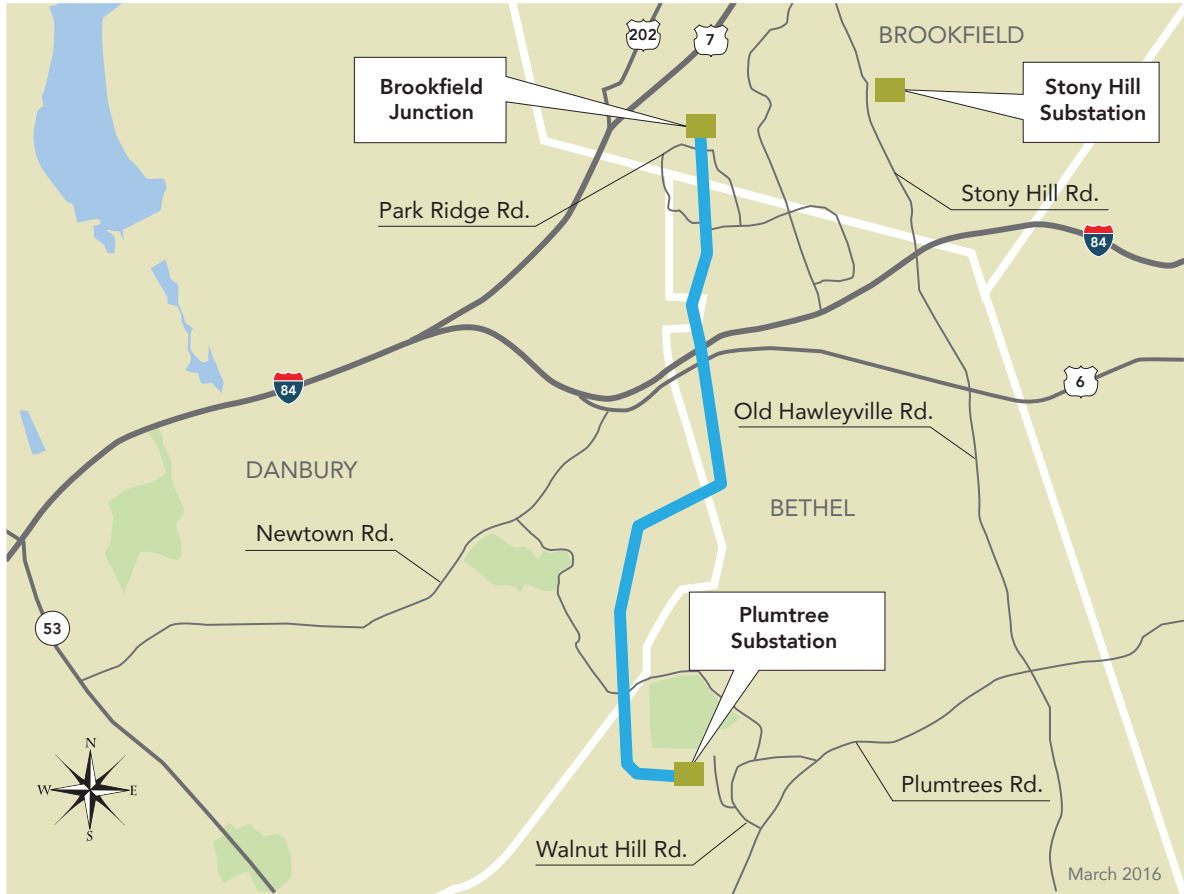 202
7
BROOKFIELD
Brookfield
Junction
Stony Hill
Substation
Park Ridge Rd.
Stony Hill Rd.
84
84
6
Old Hawleyville Rd.
DANBURY
BETHEL
Newtown Rd.
Plumtree
Substation
53
N
W
E
S
Plumtrees Rd.
Walnut Hill Rd.
March 2016